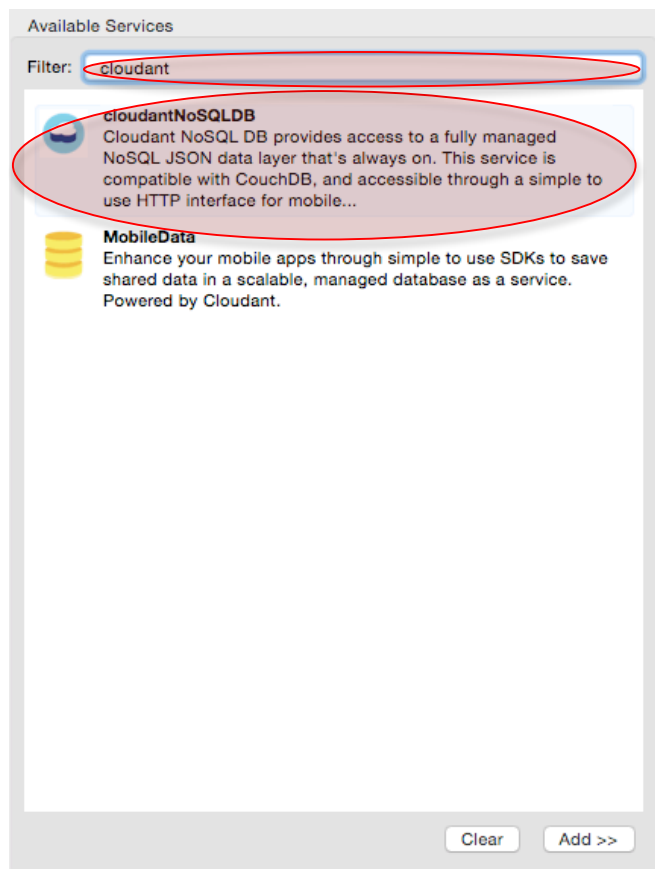 Available Services
Filter: cloudant
cloudantNoSQLDB
Cloudant NoSQL DB provides access to a fully managed
NoSQL JSON data layer that's always on. This service is
compatible with CouchDB, and accessible through a simple to
use HTTP interface for mobile...
MobileData
Enhance your mobile apps through simple to use SDKs to save
shared data in a scalable, managed database as a service.
Powered by Cloudant.
Clear Add >>